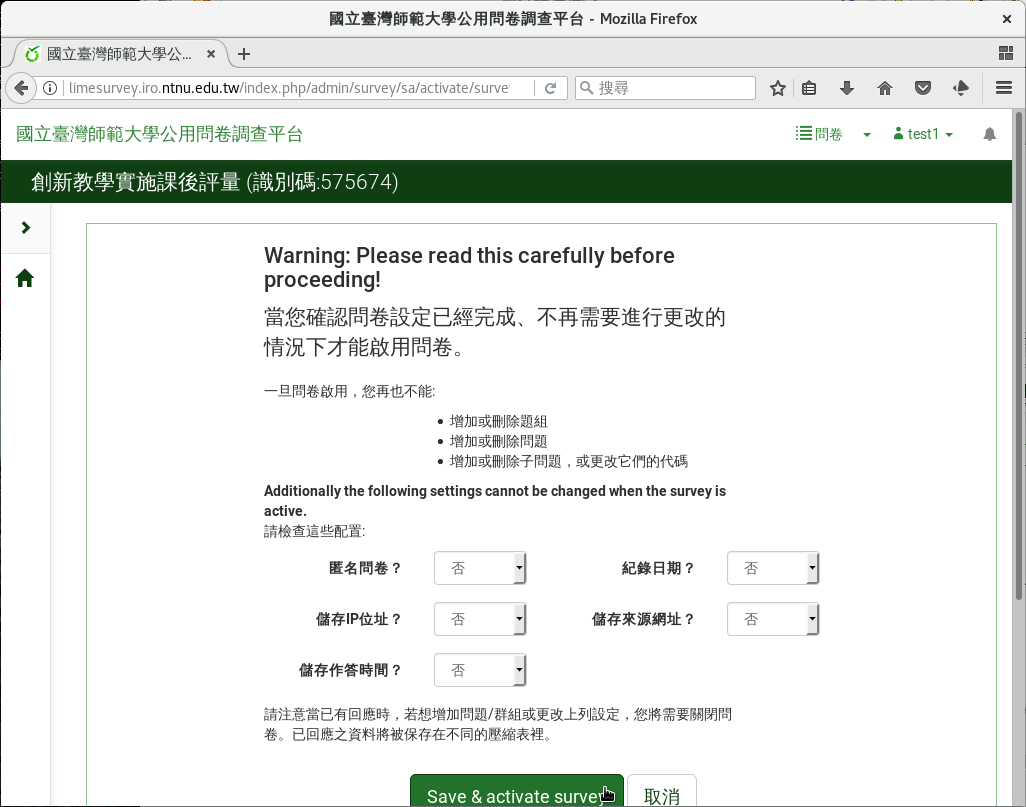 國立臺灣師範大學公用問卷調查平台 - Mozilla Firefox
國立臺灣師範大學公...
limesurvey.iro.ntnu.edu.tw/index.php/admin/survey/sa/activate/surve
搜尋
國立臺灣師範大學公用問卷調查平台
問卷
test1
創新教學實施課後評量 (識別碼:575674)
Warning: Please read this carefully before
proceeding!
當您確認問卷設定已經完成、不再需要進行更改的
情況下才能啟用問卷。
一旦問卷啟用，您再也不能:
增加或刪除題組
增加或刪除問題
增加或刪除子問題，或更改它們的代碼
Additionally the following settings cannot be changed when the survey is
active.
請檢查這些配置:
匿名問卷？ 否 紀錄日期？ 否
儲存IP位址？ 否 儲存來源網址？ 否
儲存作答時間？ 否
請注意當已有回應時，若想增加問題/群組或更改上列設定，您將需要關閉問
卷。已回應之資料將被保存在不同的壓縮表裡。
Save & activate survey 取消